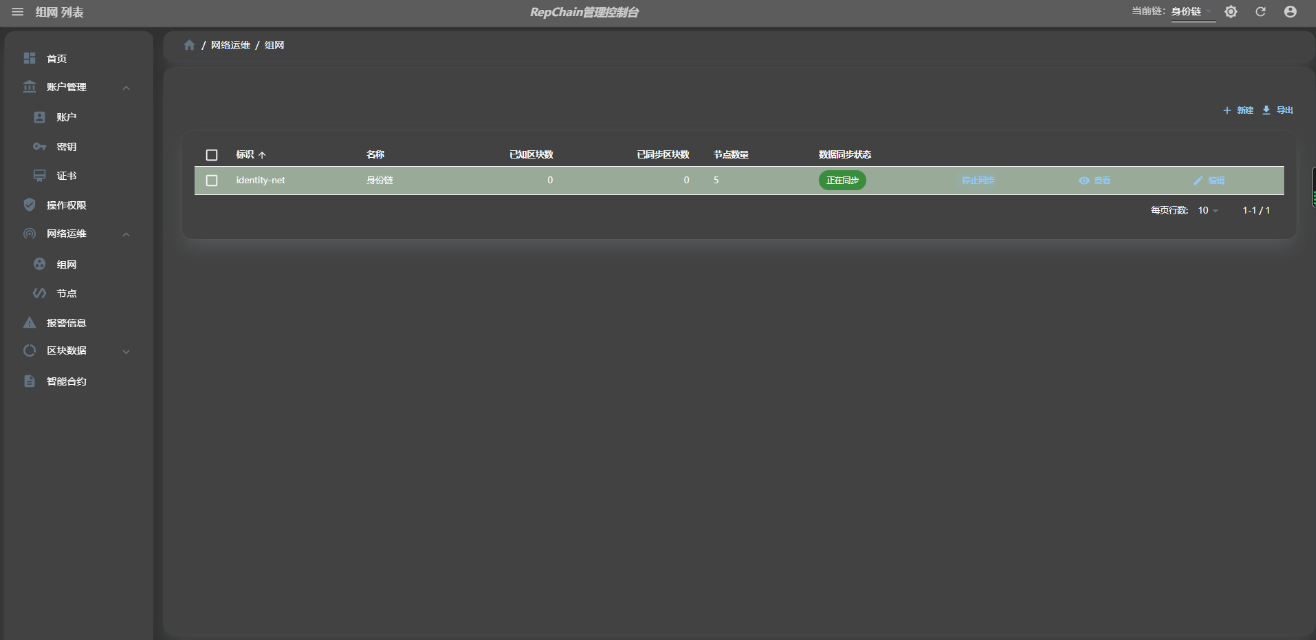 组网 列表
RepChain管理控制台
当前链: 身份链
首页
账户管理
账户
密钥
证书
操作权限
网络运维
组网
节点
报警信息
区块数据
智能合约
/ 网络运维 / 组网
新建 导出
标识 名称 已知区块数 已同步区块数 节点数量 数据同步状态
identity-net 身份链 0 0 5 正在同步 停止同步 查看 编辑
每页行数: 10 1-1 / 1